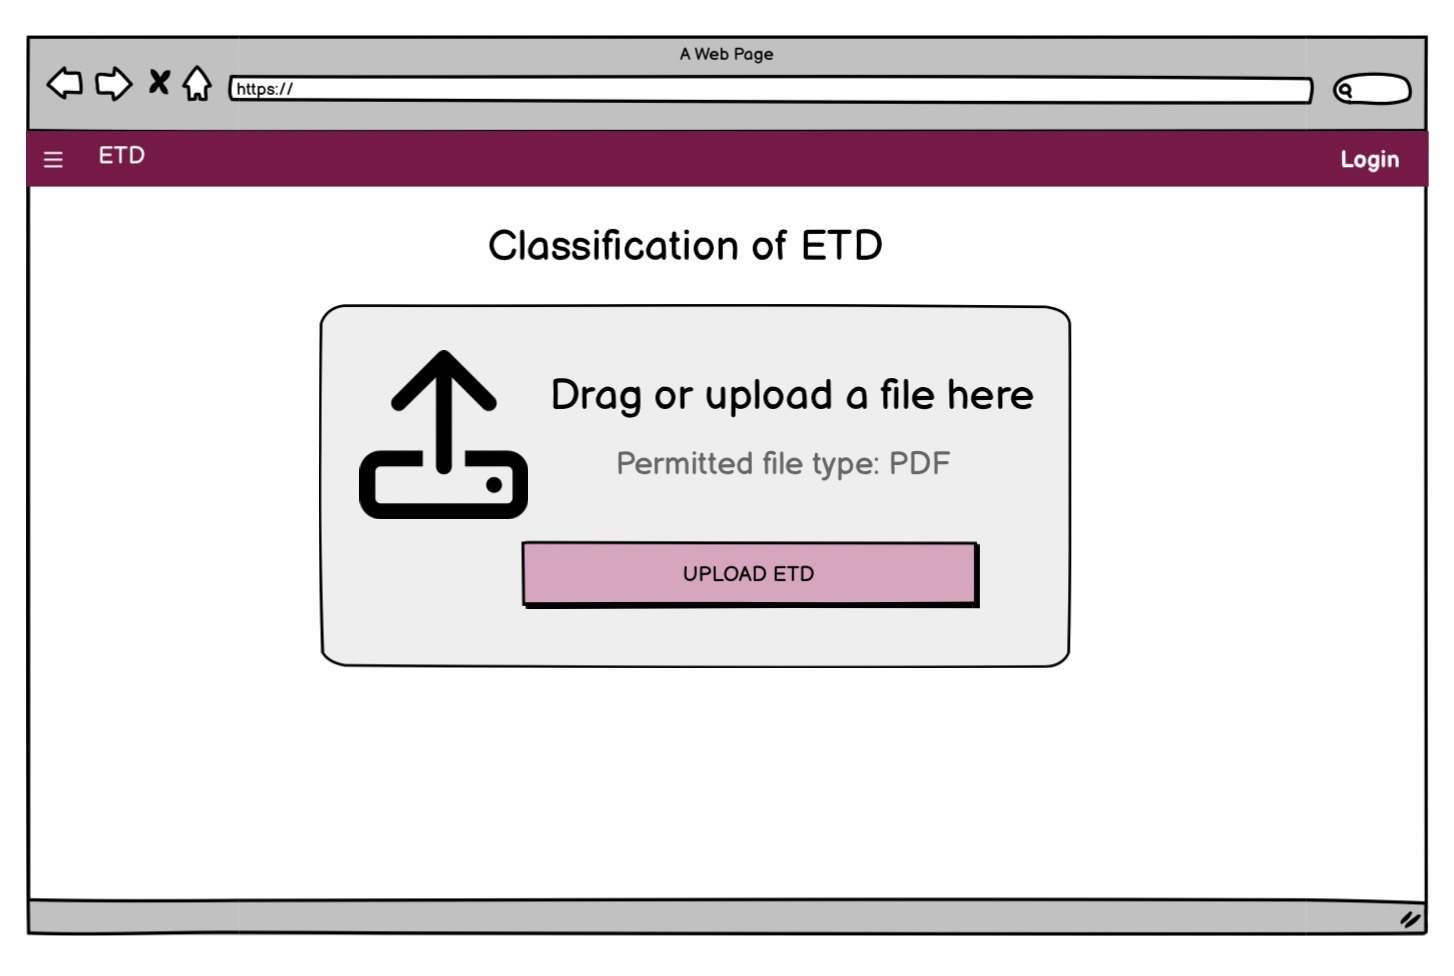 A Web Page
https://
ETD
Login
Classification of ETD
Drag or upload a file here
Permitted file type: PDF
UPLOAD ETD